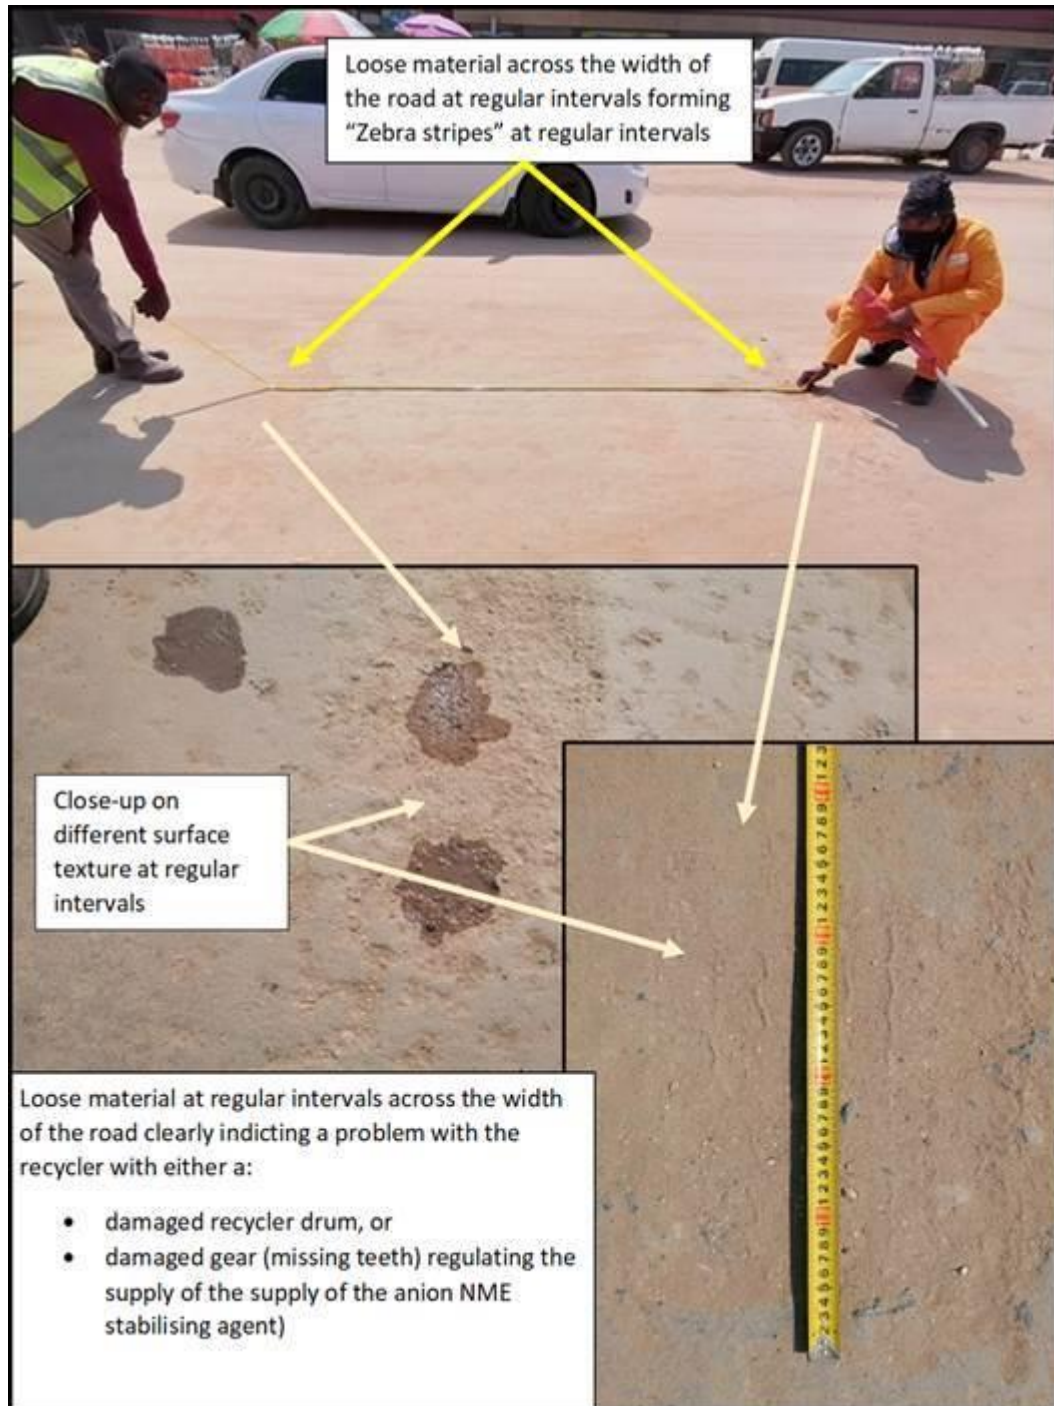 Loose material across the width of
the road at regular intervals forming
“Zebra stripes” at regular intervals
Close-up on
different surface
texture at regular
intervals
Loose material at regular intervals across the width
of the road clearly indicting a problem with the
recycler with either a:
• damaged recycler drum, or
• damaged gear (missing teeth) regulating the
supply of the supply of the anion NME
stabilising agent)